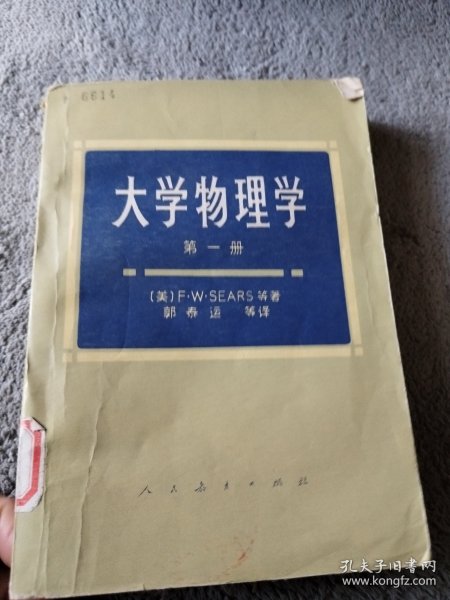 6614
大学物理学
第一册
〔美〕F·W·SEARS 等著
郭泰运 等译
人民教育出版社
孔夫子旧书网
www.kongfz.com